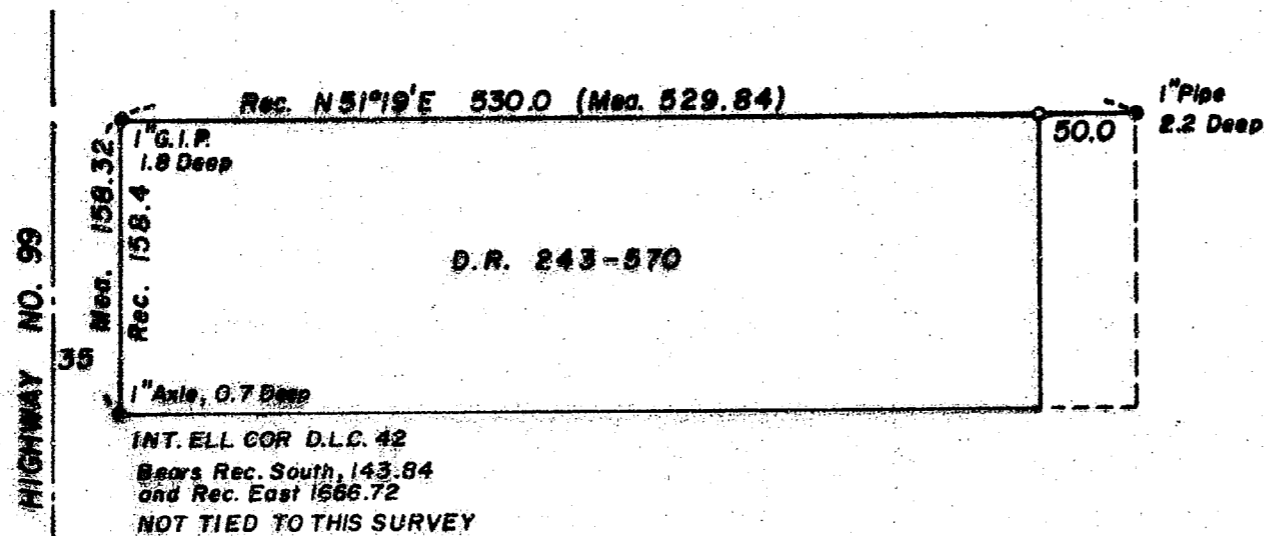 Rec. N 51°19'E 530.0 (Mea. 529.84)
1" Pipe
2.2 Deep
50.0
1" G.I.P.
1.8 Deep
Mea. 158.32'
Rec. 158.4
D.R. 243-570
HIGHWAY NO. 99
35
1" Axle, 0.7 Deep
INT. ELL COR D.L.C. 42
Bears Rec. South, 143.84
and Rec. East 1666.72
NOT TIED TO THIS SURVEY